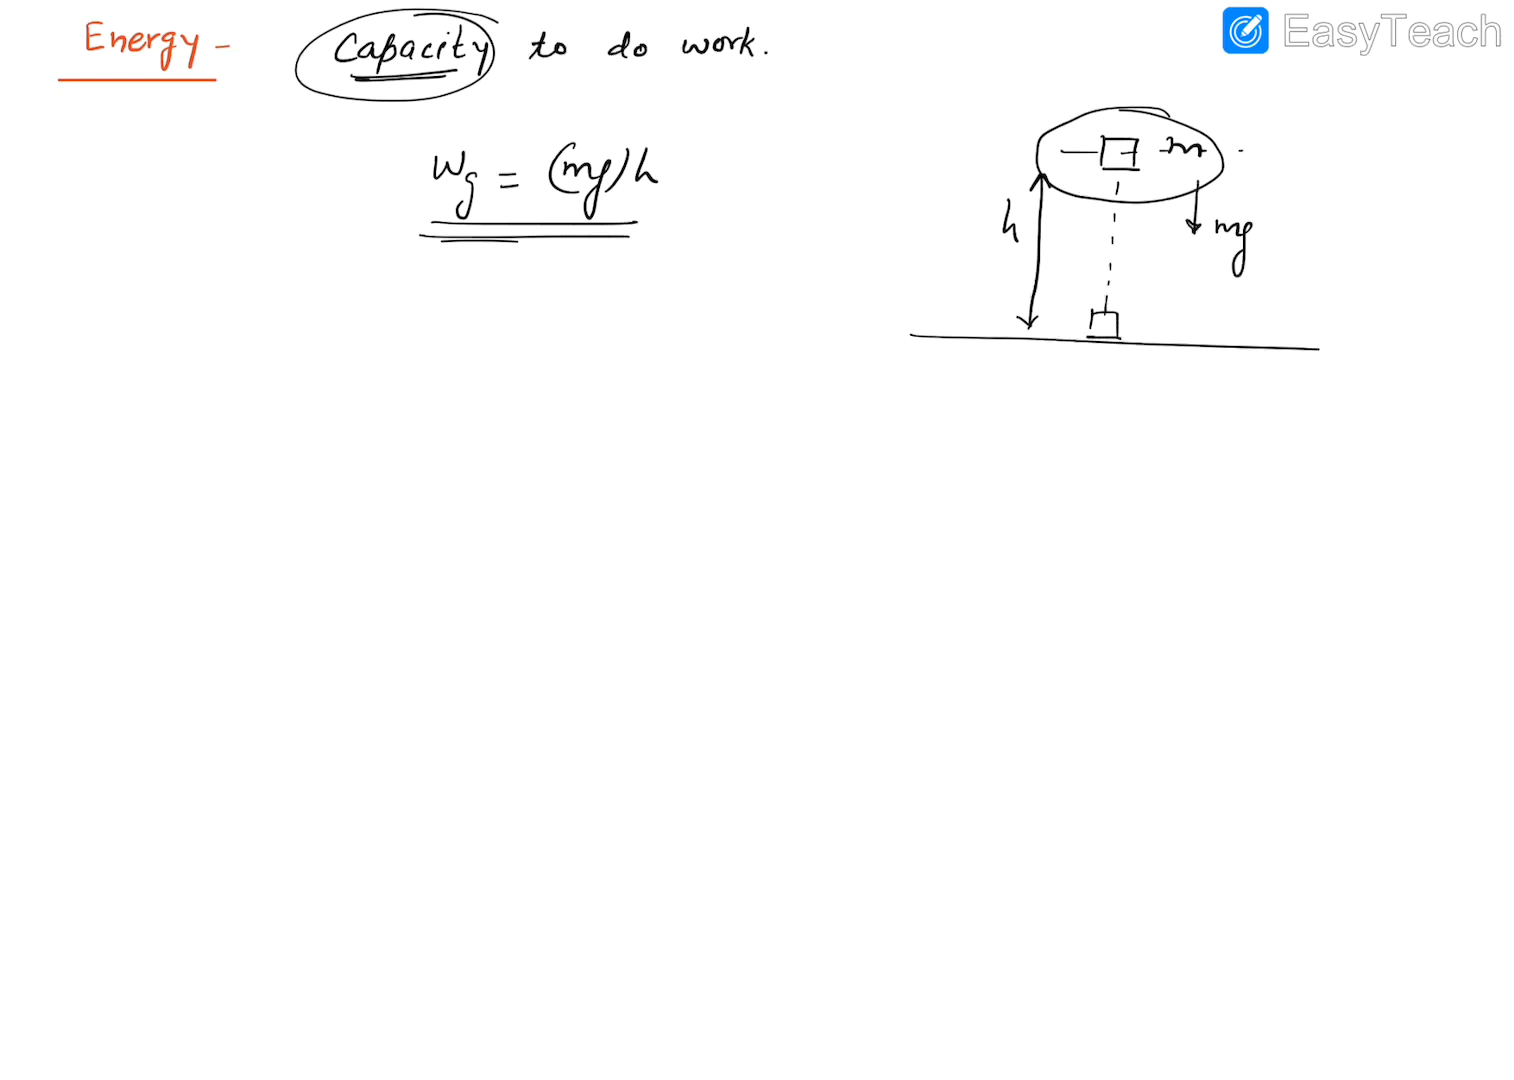 Energy - Capacity to do work.
EasyTeach
Wg = (mg)h
m
h
mg